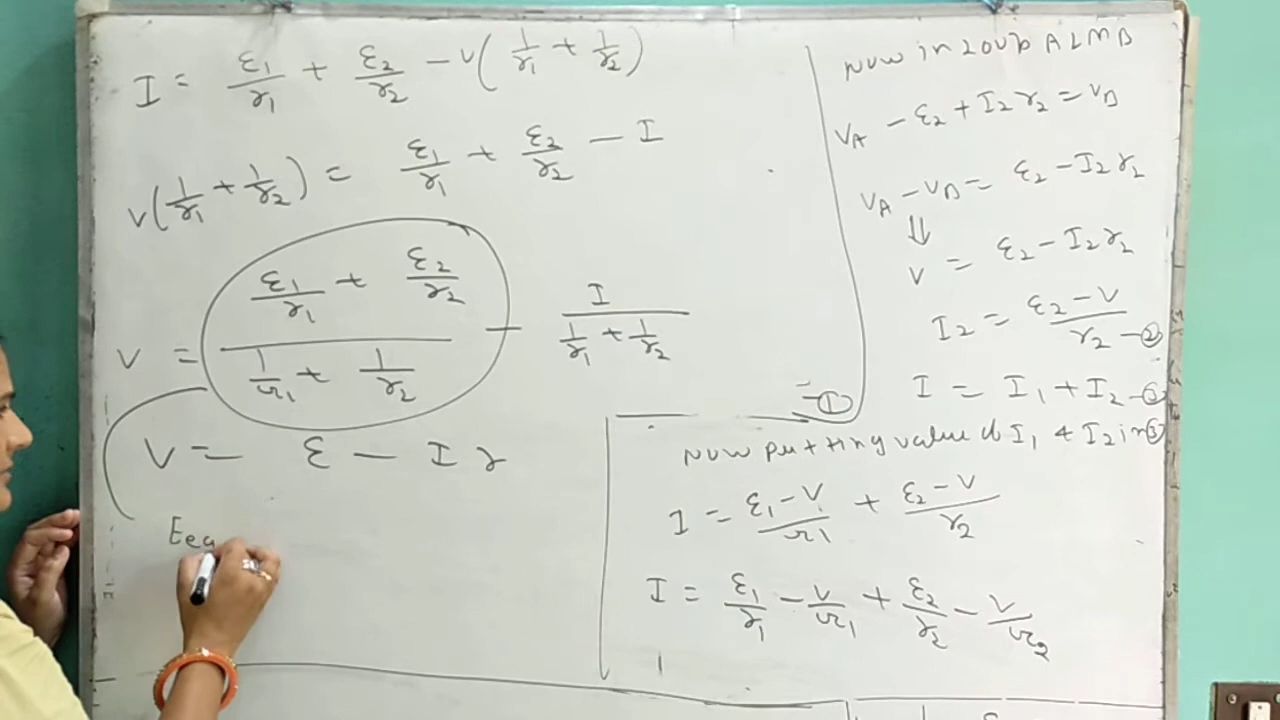 I = ε1/r1 + ε2/r2 - V(1/r1 + 1/r2)
V(1/r1 + 1/r2) = ε1/r1 + ε2/r2 - I
V = (ε1/r1 + ε2/r2)/(1/r1 + 1/r2) - I/(1/r1 + 1/r2)
V = ε - I r
Eeq
Now in loop ALMB
VA - ε2 + I2 r2 = VB
VA - VB = ε2 - I2 r2
⇓
V = ε2 - I2 r2
I2 = (ε2 - V)/r2 - ②
I = I1 + I2 - ③
- ①
Now putting value of I1 & I2 in ③
I = (ε1 - V)/r1 + (ε2 - V)/r2
I = ε1/r1 - V/r1 + ε2/r2 - V/r2